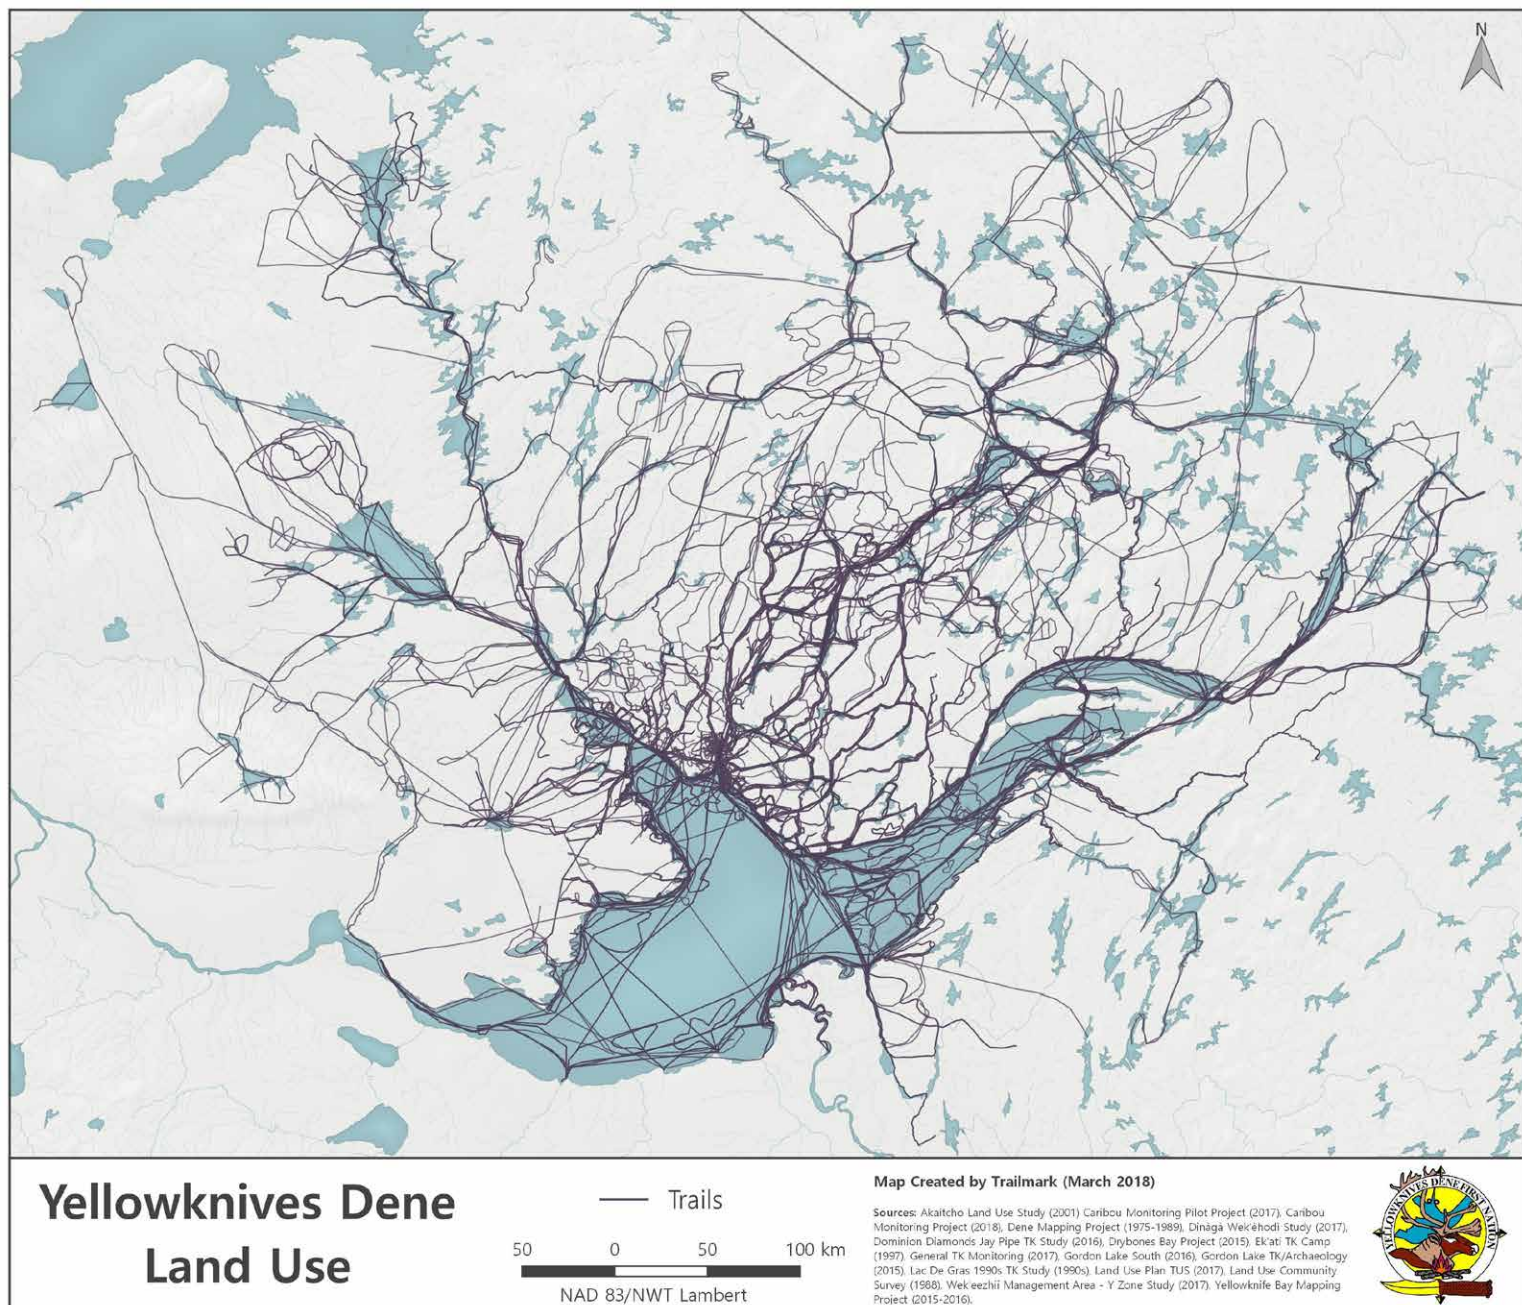 N
Yellowknives Dene
Land Use
Trails
50 0 50 100 km
NAD 83/NWT Lambert
Map Created by Trailmark (March 2018)
Sources: Akaitcho Land Use Study (2001) Caribou Monitoring Pilot Project (2017), Caribou
Monitoring Project (2018), Dene Mapping Project (1975-1989), Dınàgà Wek'èhodì Study (2017),
Dominion Diamonds Jay Pipe TK Study (2016), Drybones Bay Project (2015), Ek'ati TK Camp
(1997), General TK Monitoring (2017), Gordon Lake South (2016), Gordon Lake TK/Archaeology
(2015), Lac De Gras 1990s TK Study (1990s), Land Use Plan TUS (2017), Land Use Community
Survey (1988), Wek'eezhii Management Area - Y Zone Study (2017), Yellowknife Bay Mapping
Project (2015-2016).
YELLOWKNIVES DENE FIRST NATION